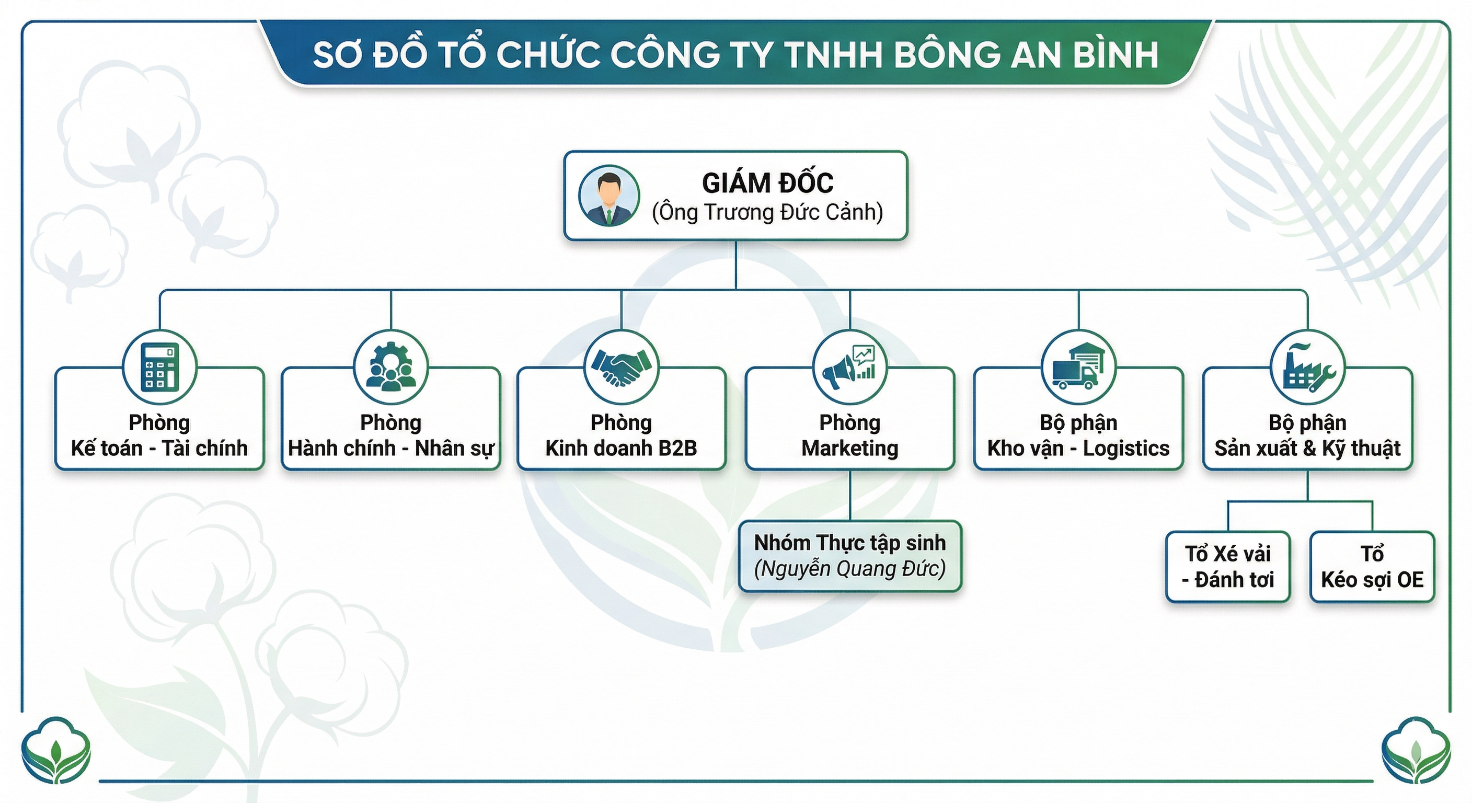 SƠ ĐỒ TỔ CHỨC CÔNG TY TNHH BÔNG AN BÌNH
GIÁM ĐỐC
(Ông Trương Đức Cảnh)
Phòng
Kế toán - Tài chính
Phòng
Hành chính - Nhân sự
Phòng
Kinh doanh B2B
Phòng
Marketing
Bộ phận
Kho vận - Logistics
Bộ phận
Sản xuất & Kỹ thuật
Nhóm Thực tập sinh
(Nguyễn Quang Đức)
Tổ Xé vải
- Đánh tơi
Tổ
Kéo sợi OE